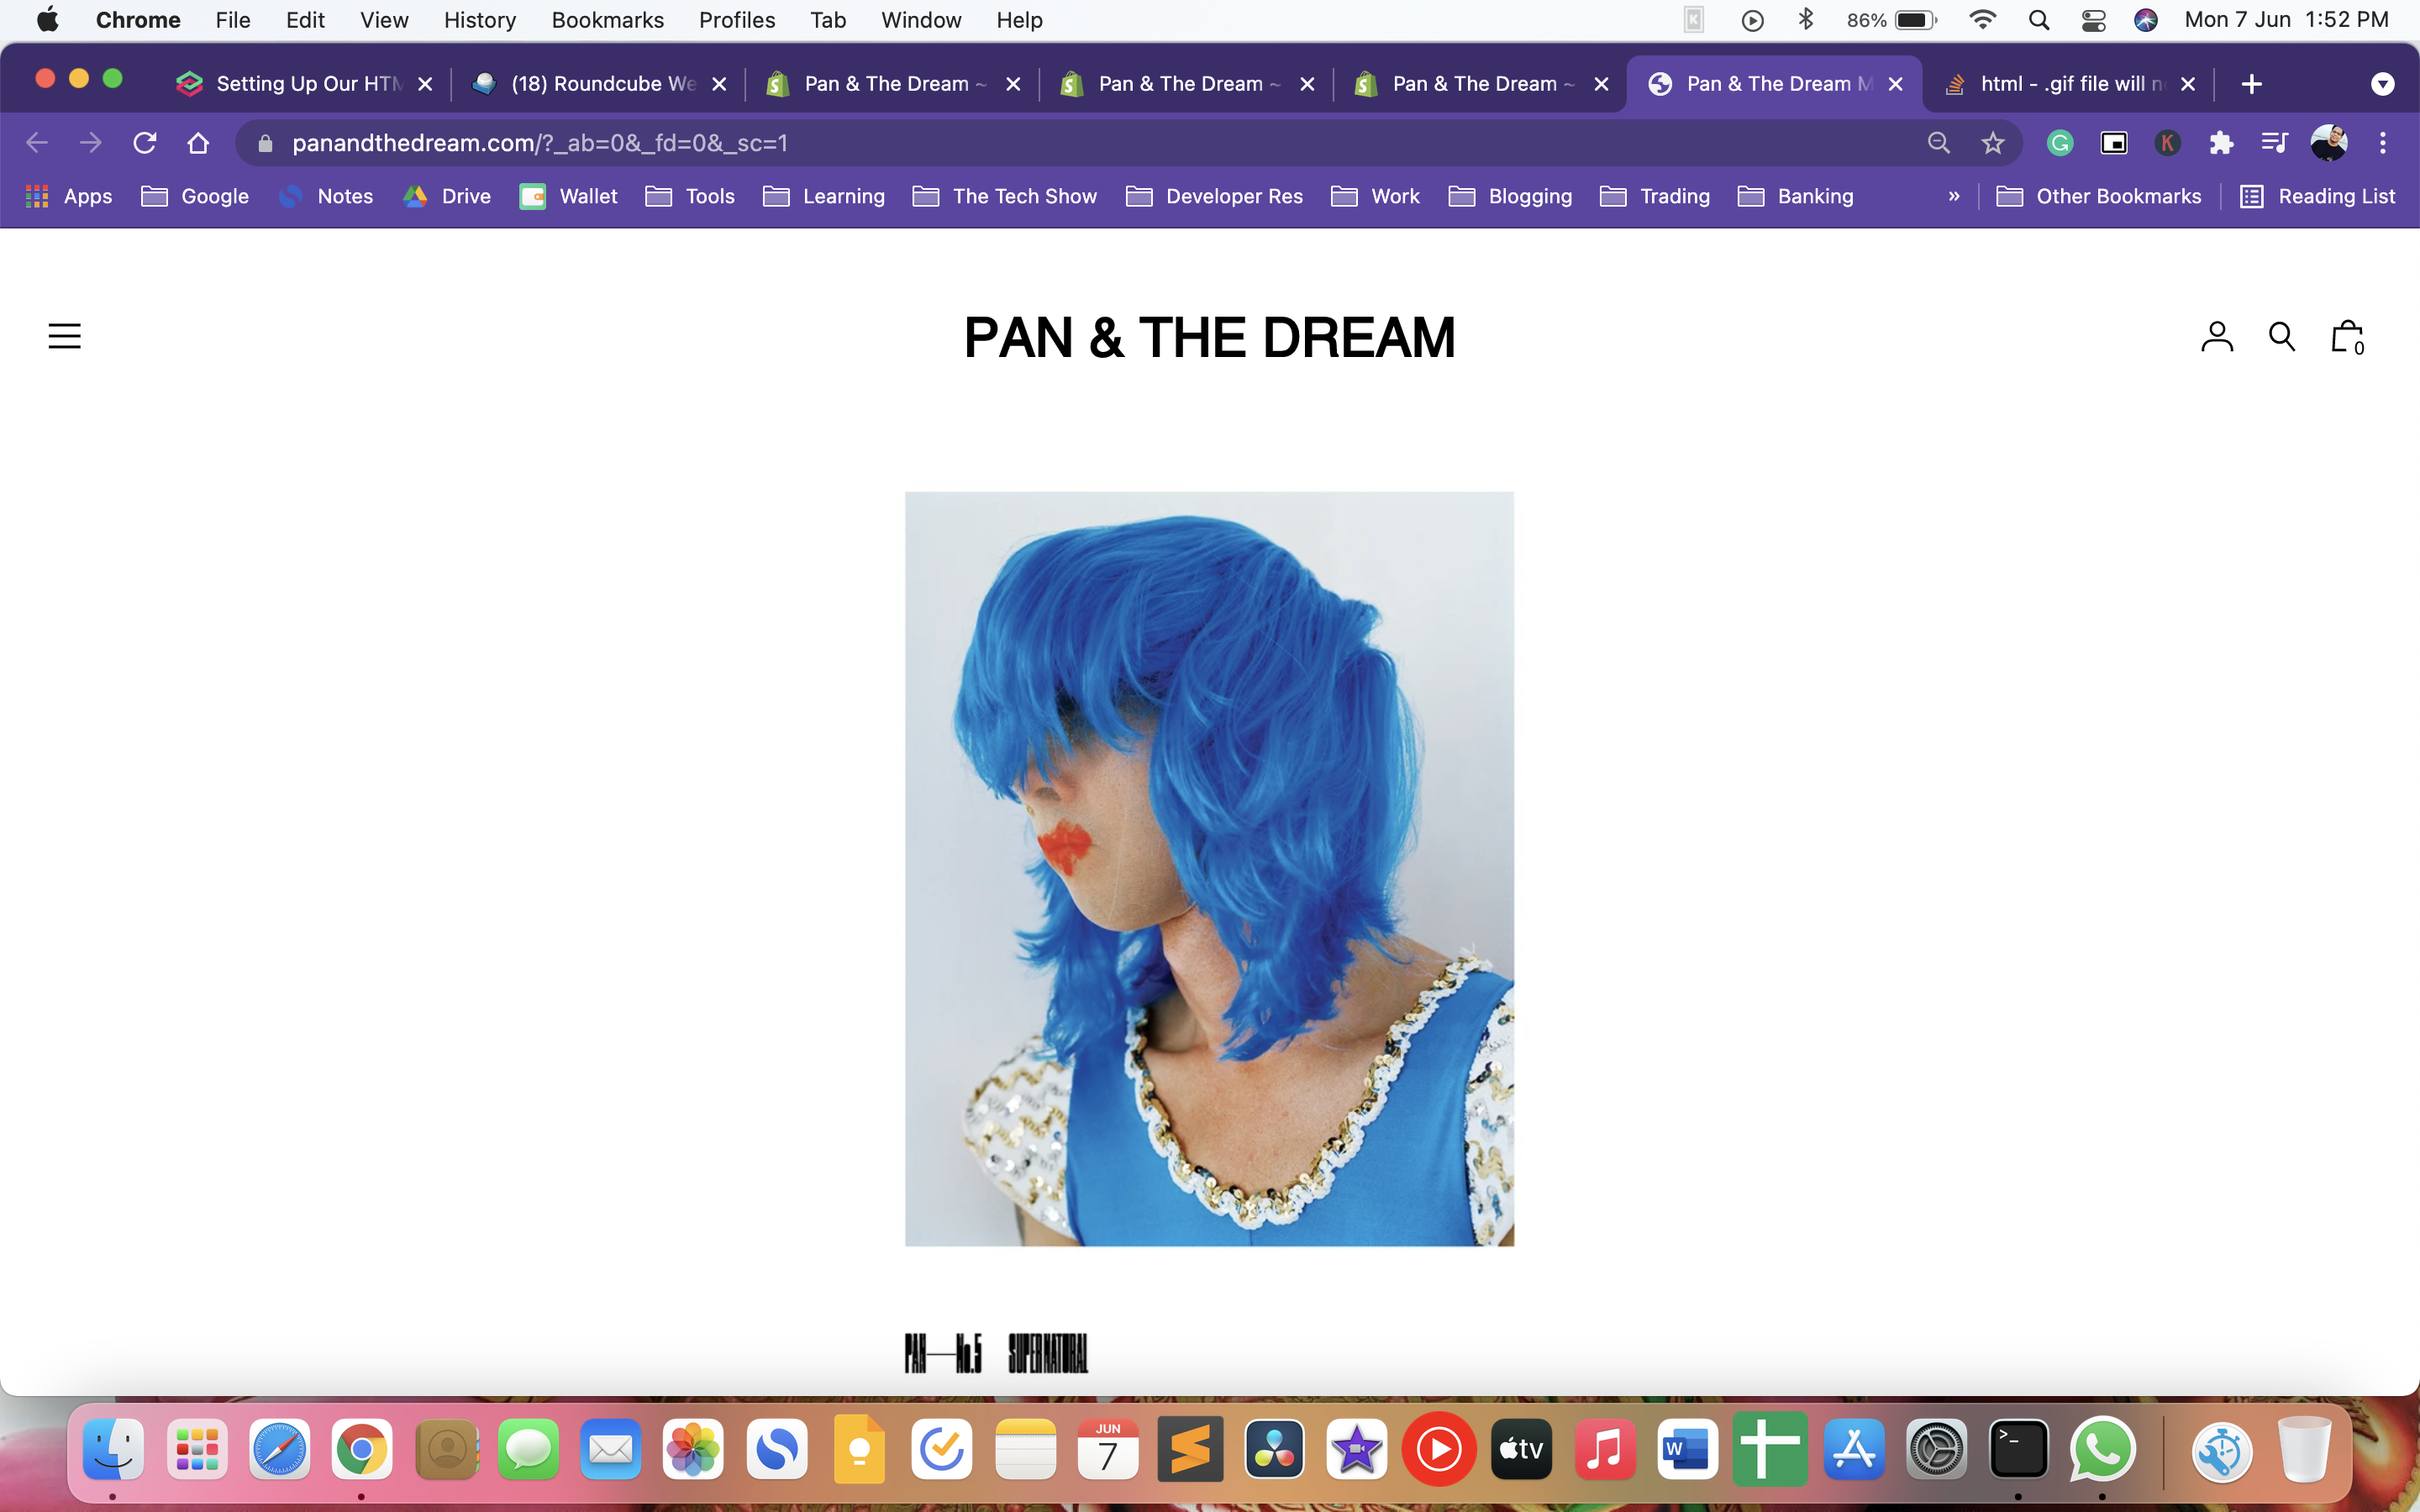 Chrome File Edit View History Bookmarks Profiles Tab Window Help 86% Mon 7 Jun 1:52 PM
Setting Up Our HTM (18) Roundcube We Pan & The Dream ~ Pan & The Dream ~ Pan & The Dream ~ Pan & The Dream M html - .gif file will n
panandthedream.com/?_ab=0&_fd=0&_sc=1
Apps Google Notes Drive Wallet Tools Learning The Tech Show Developer Res Work Blogging Trading Banking » Other Bookmarks Reading List
PAN & THE DREAM
0
PAN—No.5 SUPERNATURAL
JUN
7
tv
W